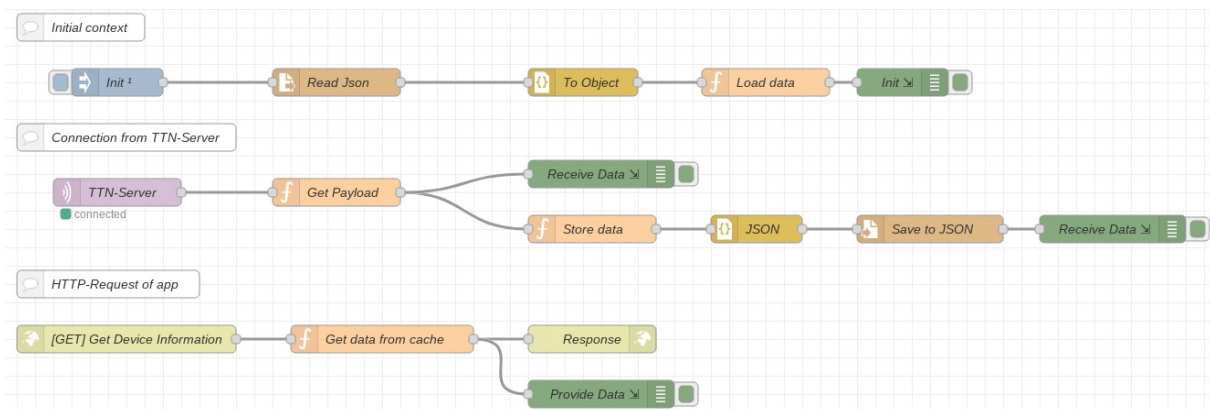 Initial context
Init ¹
Read Json
To Object
Load data
Init ⇲
Connection from TTN-Server
TTN-Server
connected
Get Payload
Receive Data ⇲
Store data
JSON
Save to JSON
Receive Data ⇲
HTTP-Request of app
[GET] Get Device Information
Get data from cache
Response
Provide Data ⇲